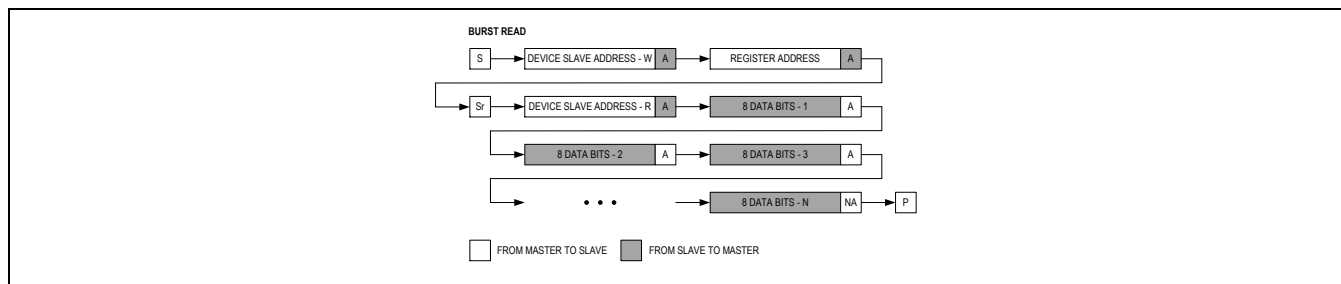 BURST READ
S DEVICE SLAVE ADDRESS - W A REGISTER ADDRESS A
Sr DEVICE SLAVE ADDRESS - R A 8 DATA BITS - 1 A
8 DATA BITS - 2 A 8 DATA BITS - 3 A
• • • 8 DATA BITS - N NA P
FROM MASTER TO SLAVE FROM SLAVE TO MASTER